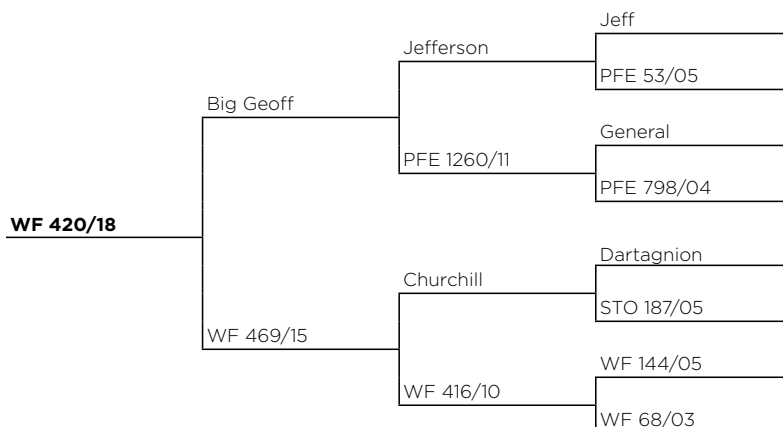 Jeff
Jefferson
PFE 53/05
Big Geoff
General
PFE 1260/11
PFE 798/04
WF 420/18
Dartagnion
Churchill
STO 187/05
WF 469/15
WF 144/05
WF 416/10
WF 68/03